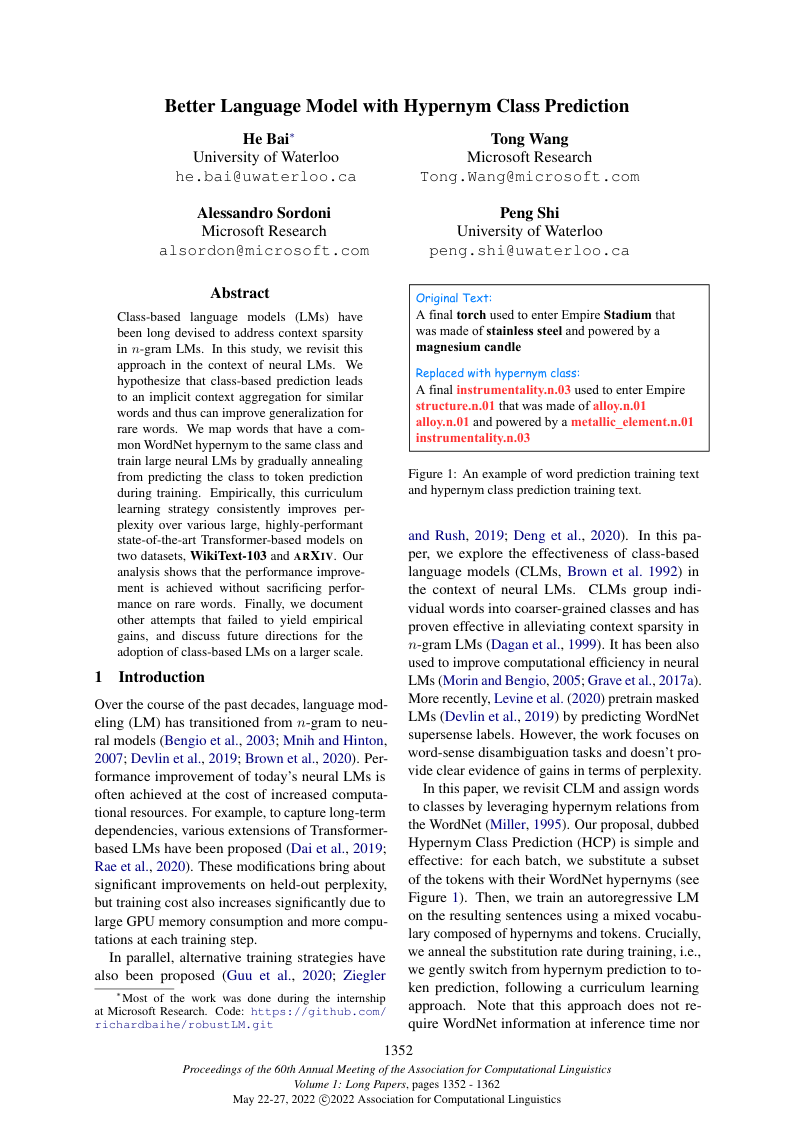 Better Language Model with Hypernym Class Prediction
He Bai*
University of Waterloo
he.bai@uwaterloo.ca
Tong Wang
Microsoft Research
Tong.Wang@microsoft.com
Alessandro Sordoni
Microsoft Research
alsordon@microsoft.com
Peng Shi
University of Waterloo
peng.shi@uwaterloo.ca
Abstract
Class-based language models (LMs) have
been long devised to address context sparsity
in n-gram LMs. In this study, we revisit this
approach in the context of neural LMs. We
hypothesize that class-based prediction leads
to an implicit context aggregation for similar
words and thus can improve generalization for
rare words. We map words that have a com-
mon WordNet hypernym to the same class and
train large neural LMs by gradually annealing
from predicting the class to token prediction
during training. Empirically, this curriculum
learning strategy consistently improves per-
plexity over various large, highly-performant
state-of-the-art Transformer-based models on
two datasets, WikiText-103 and ARXIV. Our
analysis shows that the performance improve-
ment is achieved without sacrificing perfor-
mance on rare words. Finally, we document
other attempts that failed to yield empirical
gains, and discuss future directions for the
adoption of class-based LMs on a larger scale.
1 Introduction
Over the course of the past decades, language mod-
eling (LM) has transitioned from n-gram to neu-
ral models (Bengio et al., 2003; Mnih and Hinton,
2007; Devlin et al., 2019; Brown et al., 2020). Per-
formance improvement of today's neural LMs is
often achieved at the cost of increased computa-
tional resources. For example, to capture long-term
dependencies, various extensions of Transformer-
based LMs have been proposed (Dai et al., 2019;
Rae et al., 2020). These modifications bring about
significant improvements on held-out perplexity,
but training cost also increases significantly due to
large GPU memory consumption and more compu-
tations at each training step.
In parallel, alternative training strategies have
also been proposed (Guu et al., 2020; Ziegler
*Most of the work was done during the internship
at Microsoft Research. Code: https://github.com/
richardbaihe/robustLM.git
Original Text:
A final torch used to enter Empire Stadium that
was made of stainless steel and powered by a
magnesium candle
Replaced with hypernym class:
A final instrumentality.n.03 used to enter Empire
structure.n.01 that was made of alloy.n.01
alloy.n.01 and powered by a metallic_element.n.01
instrumentality.n.03
Figure 1: An example of word prediction training text
and hypernym class prediction training text.
and Rush, 2019; Deng et al., 2020). In this pa-
per, we explore the effectiveness of class-based
language models (CLMs, Brown et al. 1992) in
the context of neural LMs. CLMs group indi-
vidual words into coarser-grained classes and has
proven effective in alleviating context sparsity in
n-gram LMs (Dagan et al., 1999). It has been also
used to improve computational efficiency in neural
LMs (Morin and Bengio, 2005; Grave et al., 2017a).
More recently, Levine et al. (2020) pretrain masked
LMs (Devlin et al., 2019) by predicting WordNet
supersense labels. However, the work focuses on
word-sense disambiguation tasks and doesn't pro-
vide clear evidence of gains in terms of perplexity.
In this paper, we revisit CLM and assign words
to classes by leveraging hypernym relations from
the WordNet (Miller, 1995). Our proposal, dubbed
Hypernym Class Prediction (HCP) is simple and
effective: for each batch, we substitute a subset
of the tokens with their WordNet hypernyms (see
Figure 1). Then, we train an autoregressive LM
on the resulting sentences using a mixed vocabu-
lary composed of hypernyms and tokens. Crucially,
we anneal the substitution rate during training, i.e.,
we gently switch from hypernym prediction to to-
ken prediction, following a curriculum learning
approach. Note that this approach does not re-
quire WordNet information at inference time nor
1352
Proceedings of the 60th Annual Meeting of the Association for Computational Linguistics
Volume 1: Long Papers, pages 1352 - 1362
May 22-27, 2022 ©2022 Association for Computational Linguistics